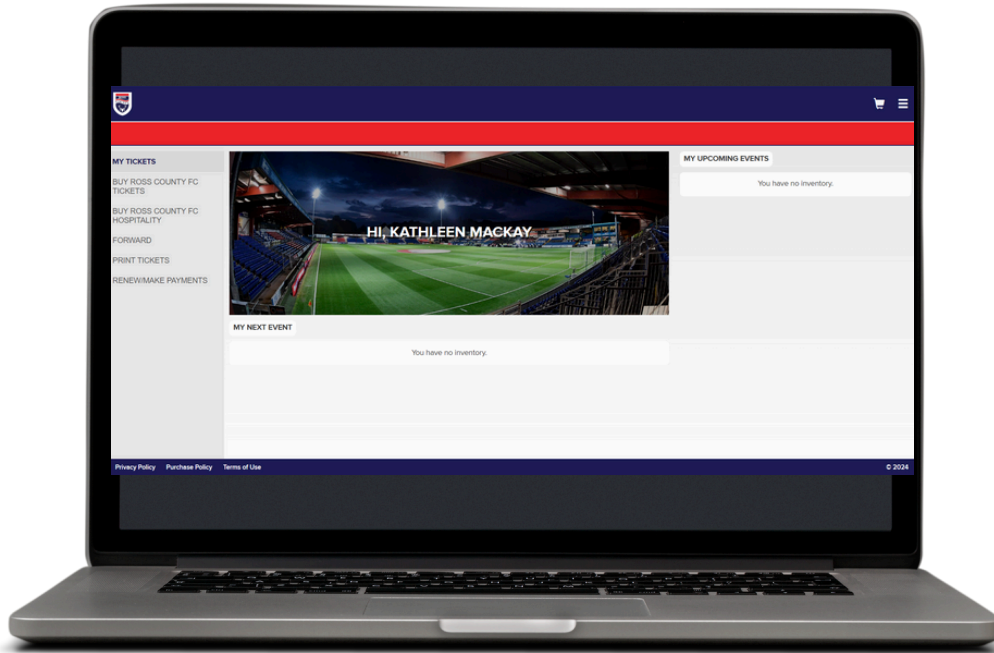 MY TICKETS
BUY ROSS COUNTY FC
TICKETS
BUY ROSS COUNTY FC
HOSPITALITY
FORWARD
PRINT TICKETS
RENEW/MAKE PAYMENTS
HI, KATHLEEN MACKAY
MY NEXT EVENT
You have no inventory.
MY UPCOMING EVENTS
You have no inventory.
Privacy Policy Purchase Policy Terms of Use
© 2024